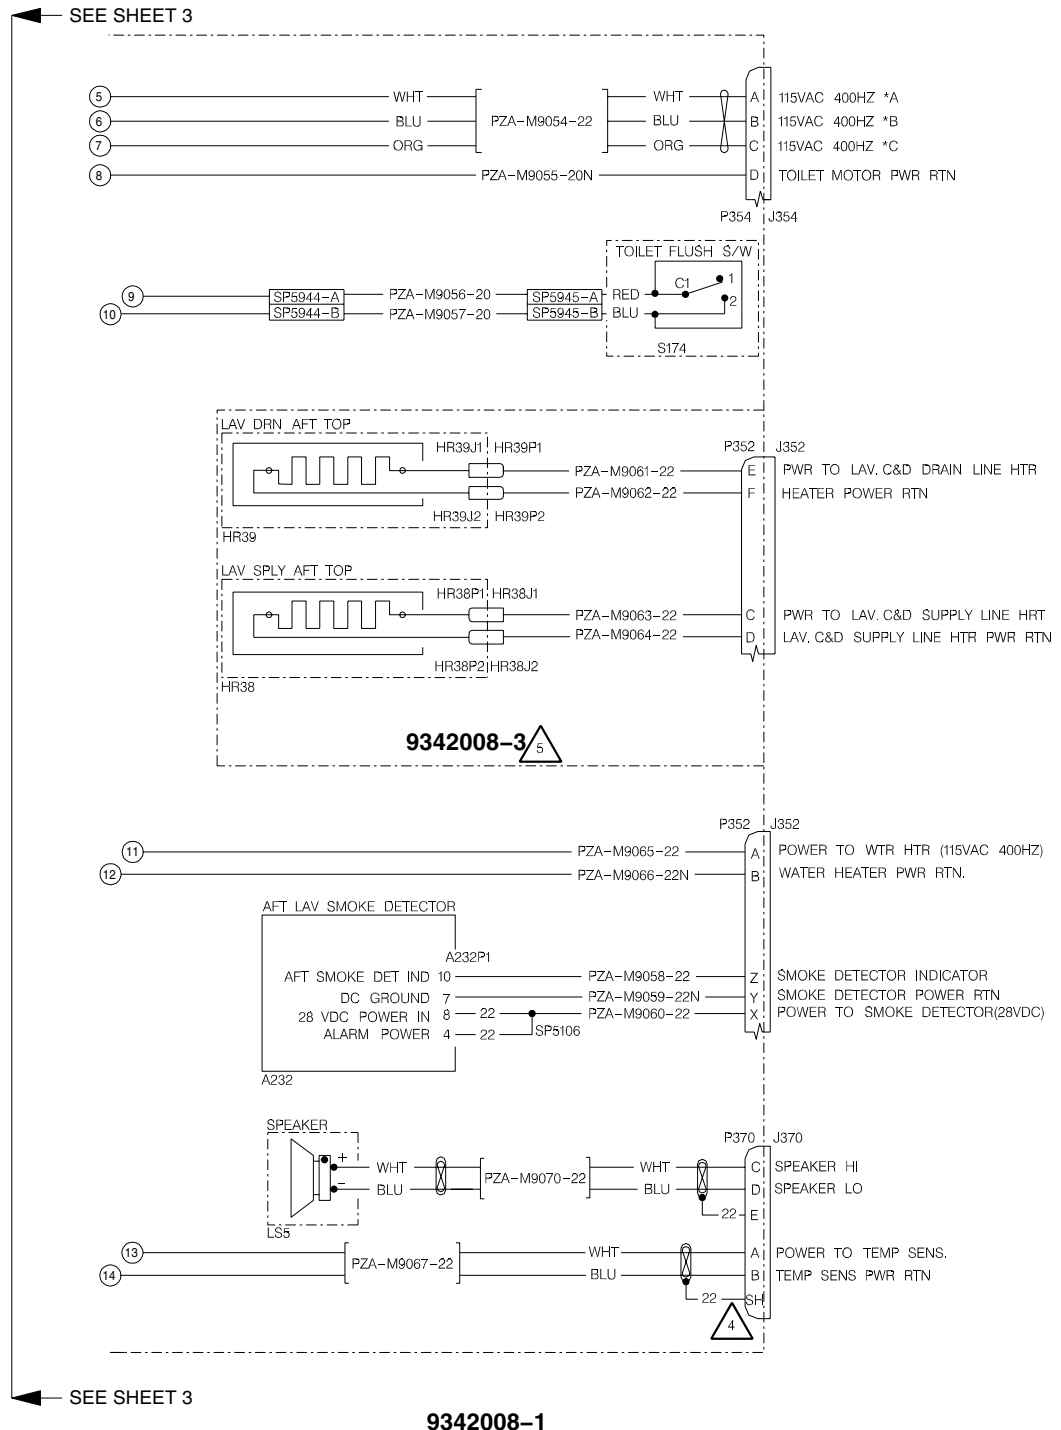 SEE SHEET 3
5 WHT WHT A 115VAC 400HZ *A
6 BLU PZA-M9054-22 BLU B 115VAC 400HZ *B
7 ORG ORG C 115VAC 400HZ *C
8 PZA-M9055-20N D TOILET MOTOR PWR RTN
P354 J354
TOILET FLUSH S/W
C1 1
9 SP5944-A PZA-M9056-20 SP5945-A RED
2
10 SP5944-B PZA-M9057-20 SP5945-B BLU
S174
LAV DRN AFT TOP
HR39J1 HR39P1 P352 J352
PZA-M9061-22 E PWR TO LAV. C&D DRAIN LINE HTR
PZA-M9062-22 F HEATER POWER RTN
HR39J2 HR39P2
HR39
LAV SPLY AFT TOP
HR38P1 HR38J1
PZA-M9063-22 C PWR TO LAV. C&D SUPPLY LINE HRT
PZA-M9064-22 D LAV. C&D SUPPLY LINE HTR PWR RTN
HR38P2 HR38J2
HR38
9342008-3 5
P352 J352
11 PZA-M9065-22 A POWER TO WTR HTR (115VAC 400HZ)
12 PZA-M9066-22N B WATER HEATER PWR RTN.
AFT LAV SMOKE DETECTOR
A232P1
AFT SMOKE DET IND 10 PZA-M9058-22 Z SMOKE DETECTOR INDICATOR
DC GROUND 7 PZA-M9059-22N Y SMOKE DETECTOR POWER RTN
28 VDC POWER IN 8 22 PZA-M9060-22 X POWER TO SMOKE DETECTOR(28VDC)
ALARM POWER 4 22 SP5106
A232
SPEAKER
P370 J370
+ WHT WHT C SPEAKER HI
PZA-M9070-22
- BLU BLU D SPEAKER LO
22 E
LS5
13 WHT A POWER TO TEMP SENS.
PZA-M9067-22
14 BLU B TEMP SENS PWR RTN
22 SH
4
SEE SHEET 3
9342008-1